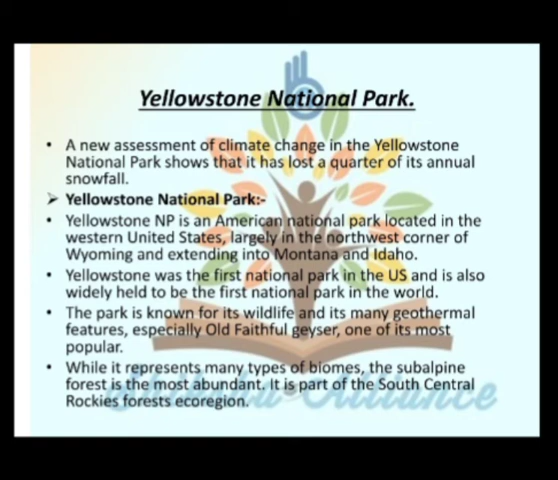 Yellowstone National Park.
• A new assessment of climate change in the Yellowstone
National Park shows that it has lost a quarter of its annual
snowfall.
➤ Yellowstone National Park:-
• Yellowstone NP is an American national park located in the
western United States, largely in the northwest corner of
Wyoming and extending into Montana and Idaho.
• Yellowstone was the first national park in the US and is also
widely held to be the first national park in the world.
• The park is known for its wildlife and its many geothermal
features, especially Old Faithful geyser, one of its most
popular.
• While it represents many types of biomes, the subalpine
forest is the most abundant. It is part of the South Central
Rockies forests ecoregion.
Alliance